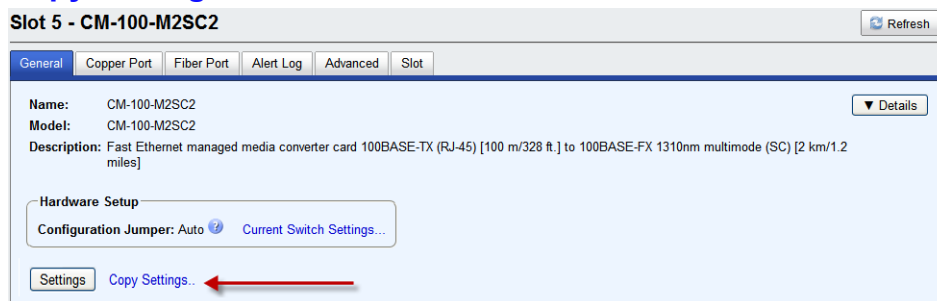 Slot 5 - CM-100-M2SC2
Refresh
General Copper Port Fiber Port Alert Log Advanced Slot
Name: CM-100-M2SC2
▼ Details
Model: CM-100-M2SC2
Description: Fast Ethernet managed media converter card 100BASE-TX (RJ-45) [100 m/328 ft.] to 100BASE-FX 1310nm multimode (SC) [2 km/1.2
miles]
Hardware Setup
Configuration Jumper: Auto ? Current Switch Settings...
Settings Copy Settings..